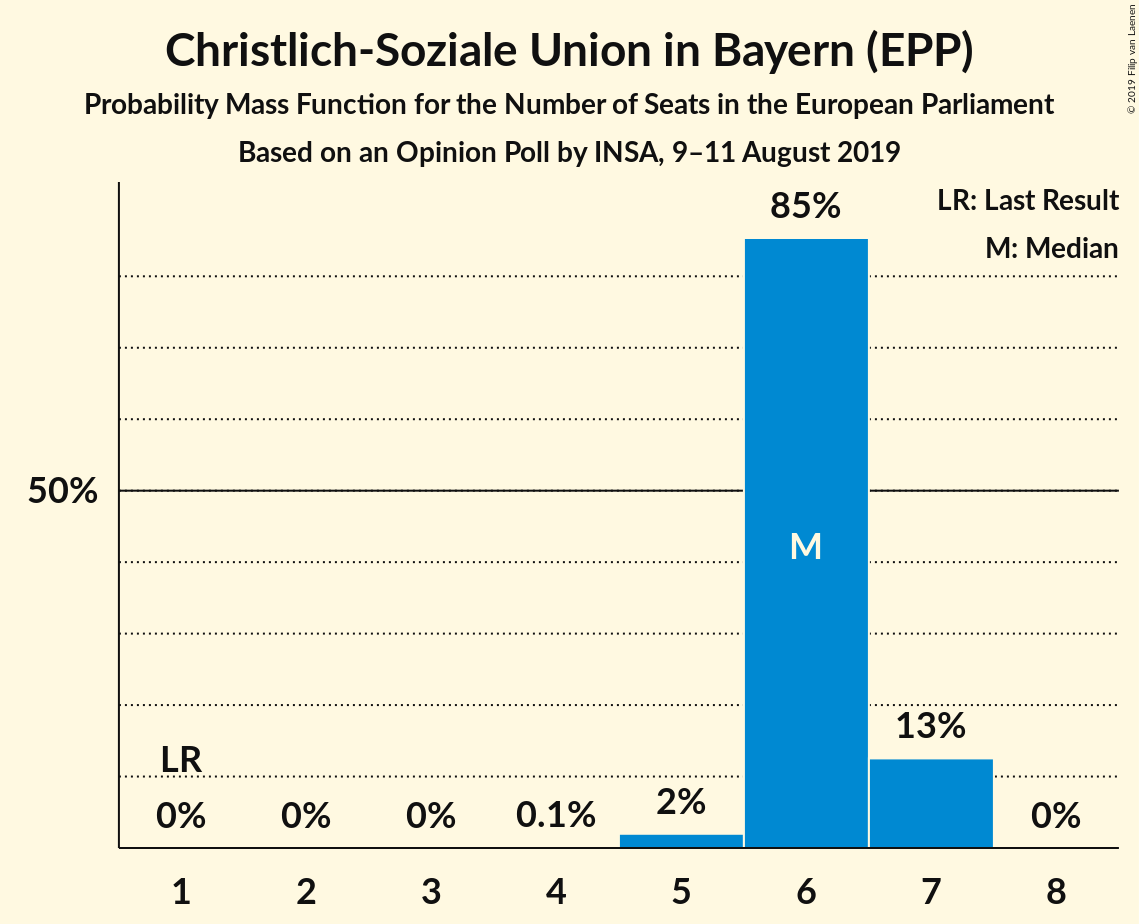 Christlich-Soziale Union in Bayern (EPP)
Probability Mass Function for the Number of Seats in the European Parliament
Based on an Opinion Poll by INSA, 9–11 August 2019
© 2019 Filip van Laenen
LR: Last Result
M: Median
85%
50%
M
13%
LR
0%
0%
0%
0.1%
2%
0%
1
2
3
4
5
6
7
8